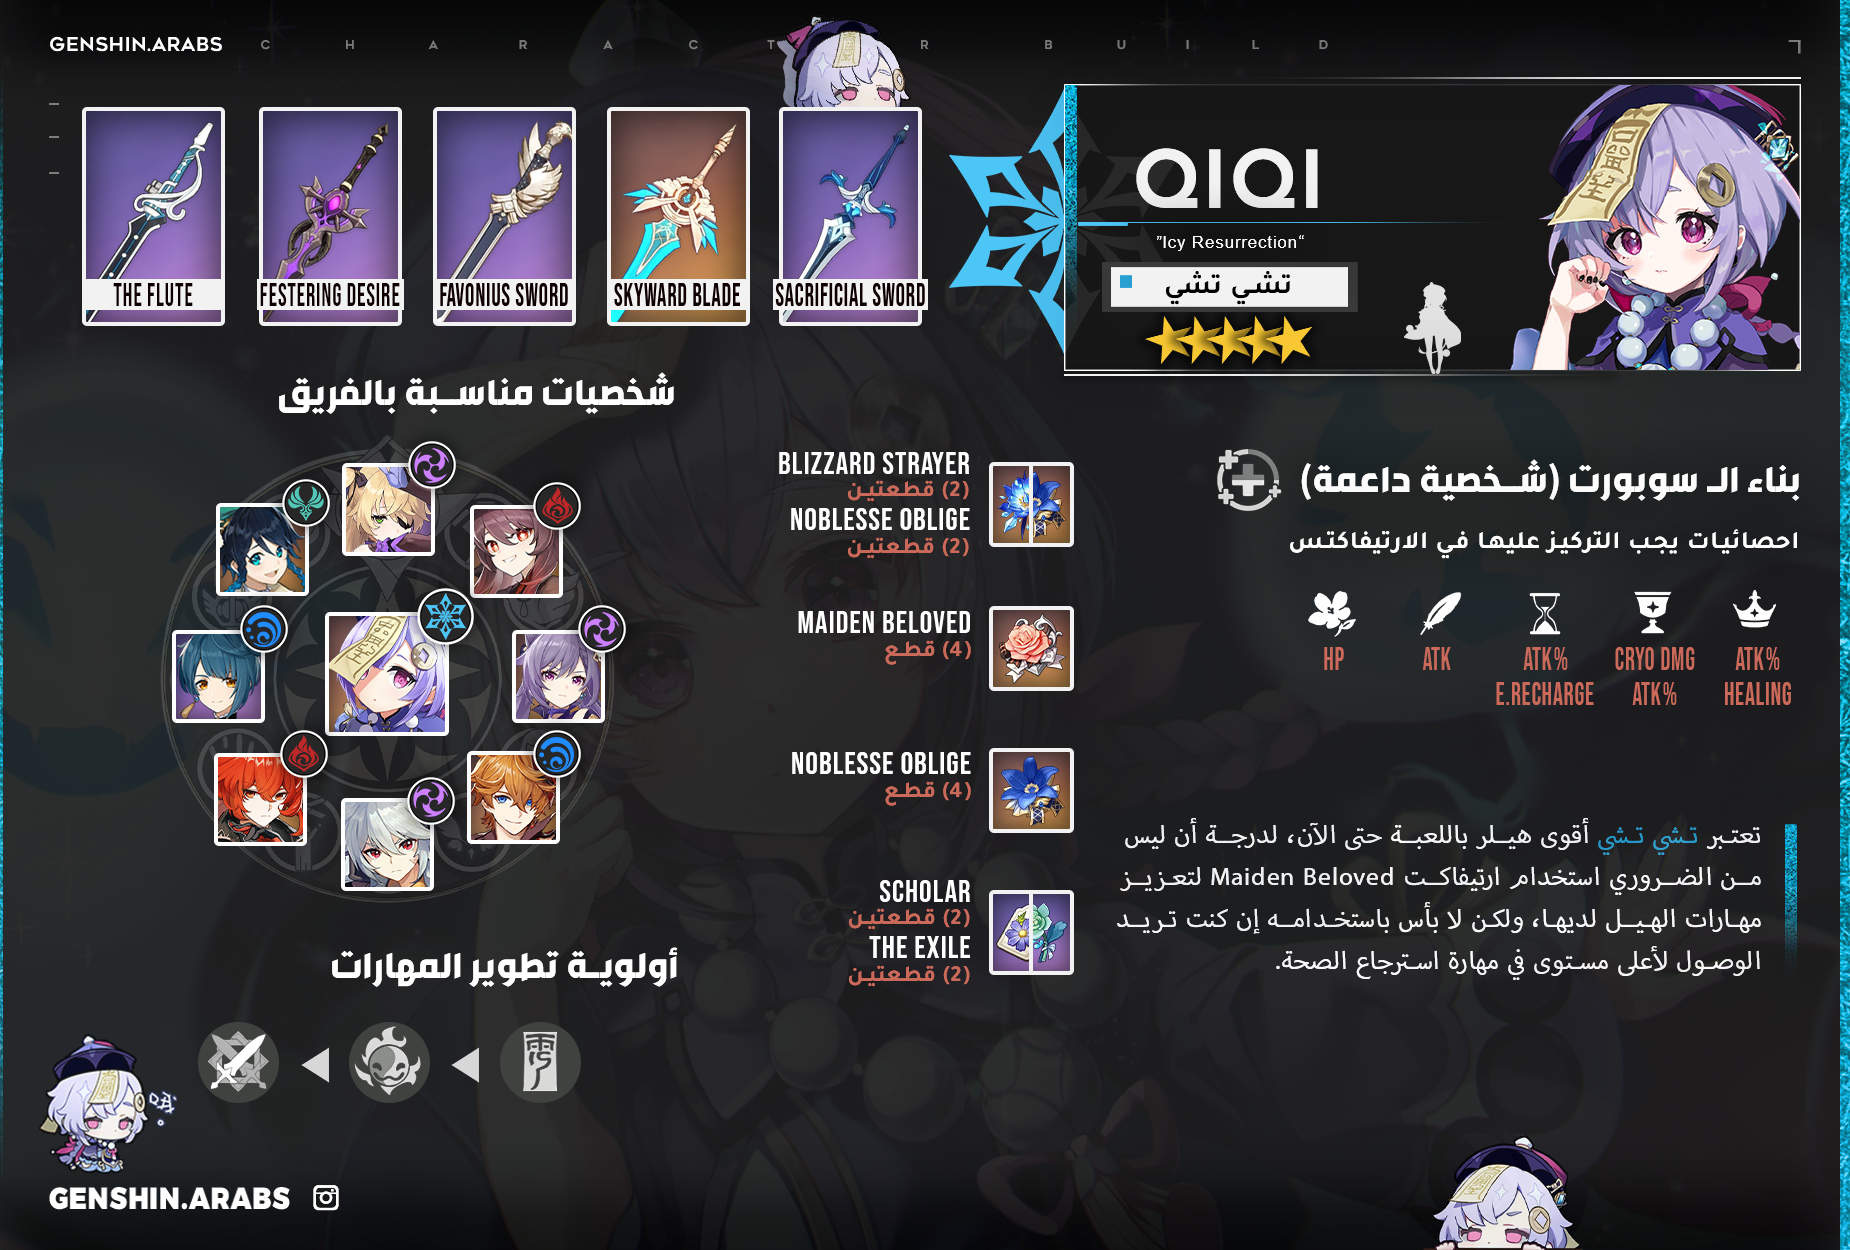 GENSHIN.ARABS
CHARACTER BUILD
THE FLUTE
FESTERING DESIRE
FAVONIUS SWORD
SKYWARD BLADE
SACRIFICIAL SWORD
QIQI
”Icy Resurrection“
تشي تشي
شخصيات مناسبة بالفريق
BLIZZARD STRAYER
(2) قطعتين
NOBLESSE OBLIGE
(2) قطعتين
MAIDEN BELOVED
(4) قطع
NOBLESSE OBLIGE
(4) قطع
SCHOLAR
(2) قطعتين
THE EXILE
(2) قطعتين
بناء الـ سوبورت (شخصية داعمة)
احصائيات يجب التركيز عليها في الارتيفاكتس
HP
ATK
ATK%
E.RECHARGE
CRYO DMG
ATK%
ATK%
HEALING
تعتبر تشي تشي أقوى هيلر باللعبة حتى الآن، لدرجة أن ليس
من الضروري استخدام ارتيفاكت Maiden Beloved لتعزيز
مهارات الهيل لديها، ولكن لا بأس باستخدامه إن كنت تريد
الوصول لأعلى مستوى في مهارة استرجاع الصحة.
أولوية تطوير المهارات
GENSHIN.ARABS